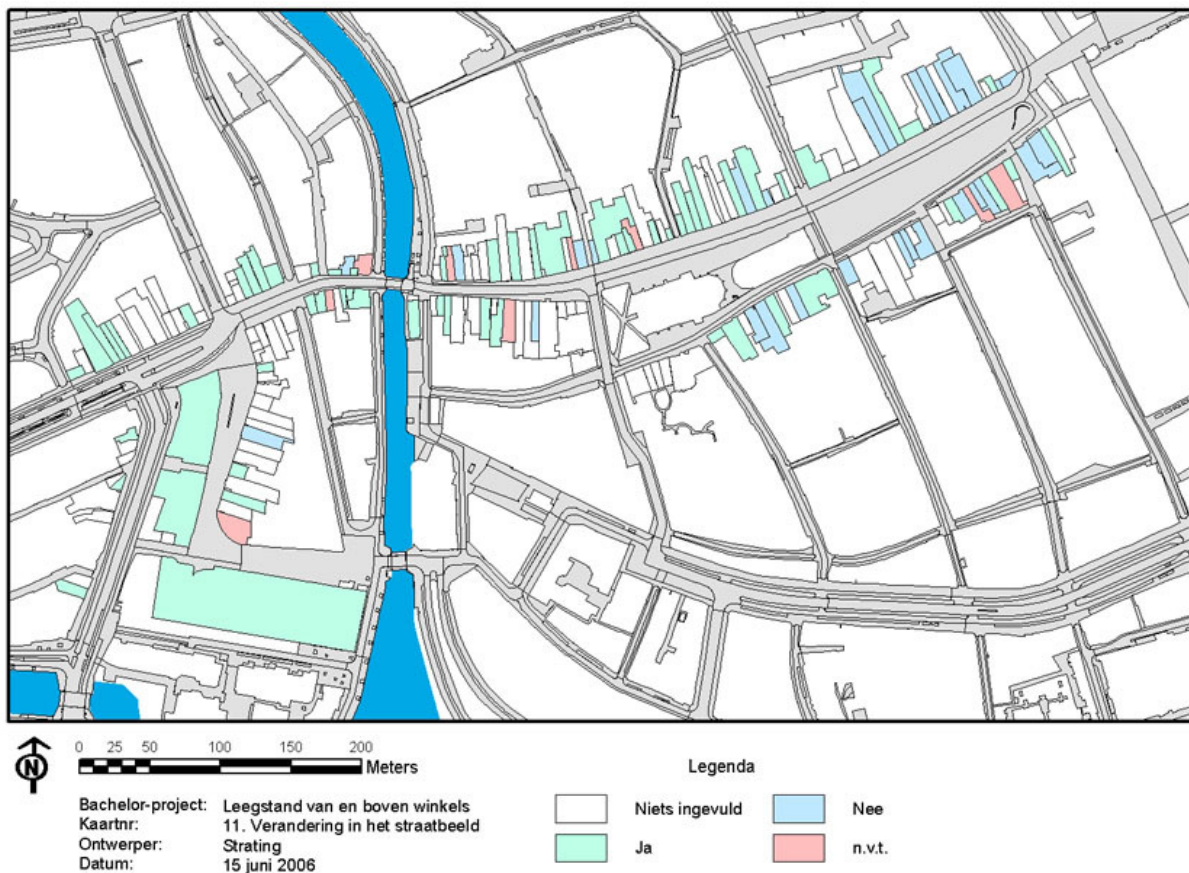 0 25 50 100 150 200
Meters
N
Bachelor-project: Leegstand van en boven winkels
Kaartnr: 11. Verandering in het straatbeeld
Ontwerper: Strating
Datum: 15 juni 2006
Legenda
Niets ingevuld Nee
Ja n.v.t.